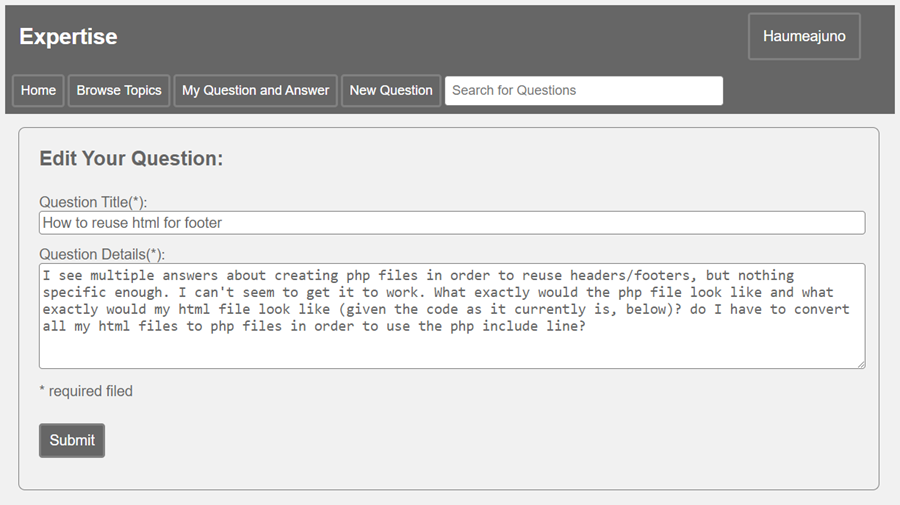 Expertise
Haumeajuno
Home Browse Topics My Question and Answer New Question Search for Questions
Edit Your Question:
Question Title(*):
How to reuse html for footer
Question Details(*):
I see multiple answers about creating php files in order to reuse headers/footers, but nothing
specific enough. I can't seem to get it to work. What exactly would the php file look like and what
exactly would my html file look like (given the code as it currently is, below)? do I have to convert
all my html files to php files in order to use the php include line?
* required filed
Submit